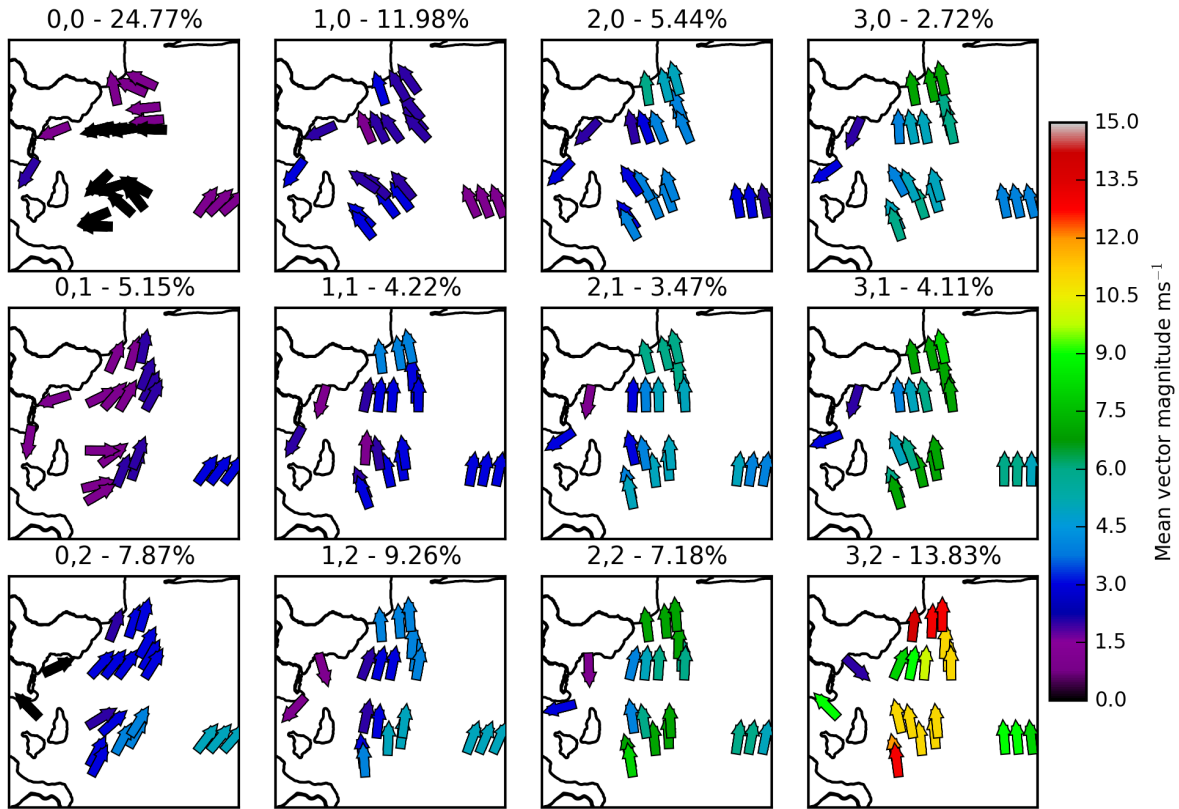 0,0 - 24.77%
1,0 - 11.98%
2,0 - 5.44%
3,0 - 2.72%
0,1 - 5.15%
1,1 - 4.22%
2,1 - 3.47%
3,1 - 4.11%
0,2 - 7.87%
1,2 - 9.26%
2,2 - 7.18%
3,2 - 13.83%
15.0
13.5
12.0
10.5
9.0
7.5
6.0
4.5
3.0
1.5
0.0
Mean vector magnitude ms⁻¹